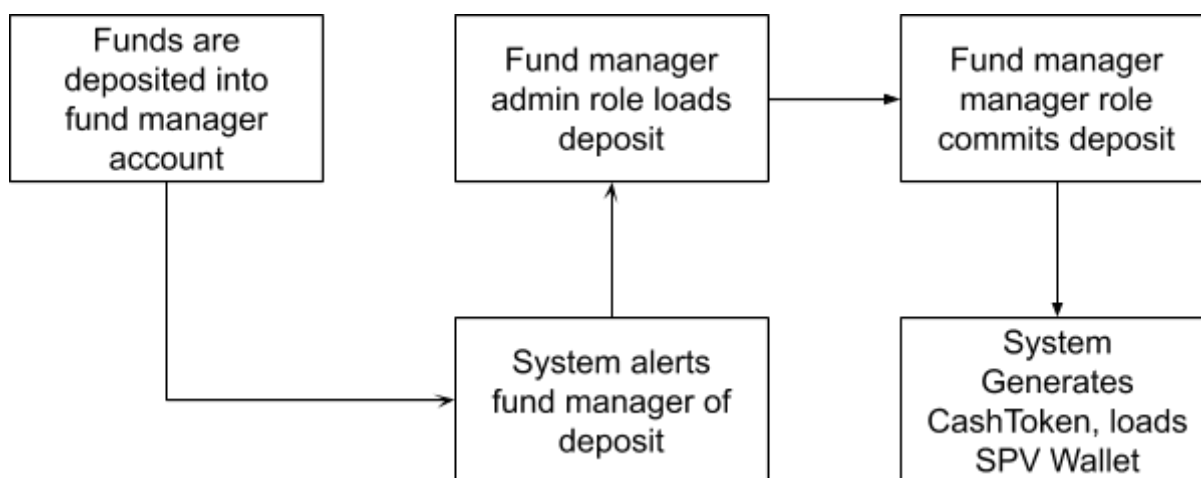 Funds are
deposited into
fund manager
account
System alerts
fund manager of
deposit
Fund manager
admin role loads
deposit
Fund manager
manager role
commits deposit
System
Generates
CashToken, loads
SPV Wallet